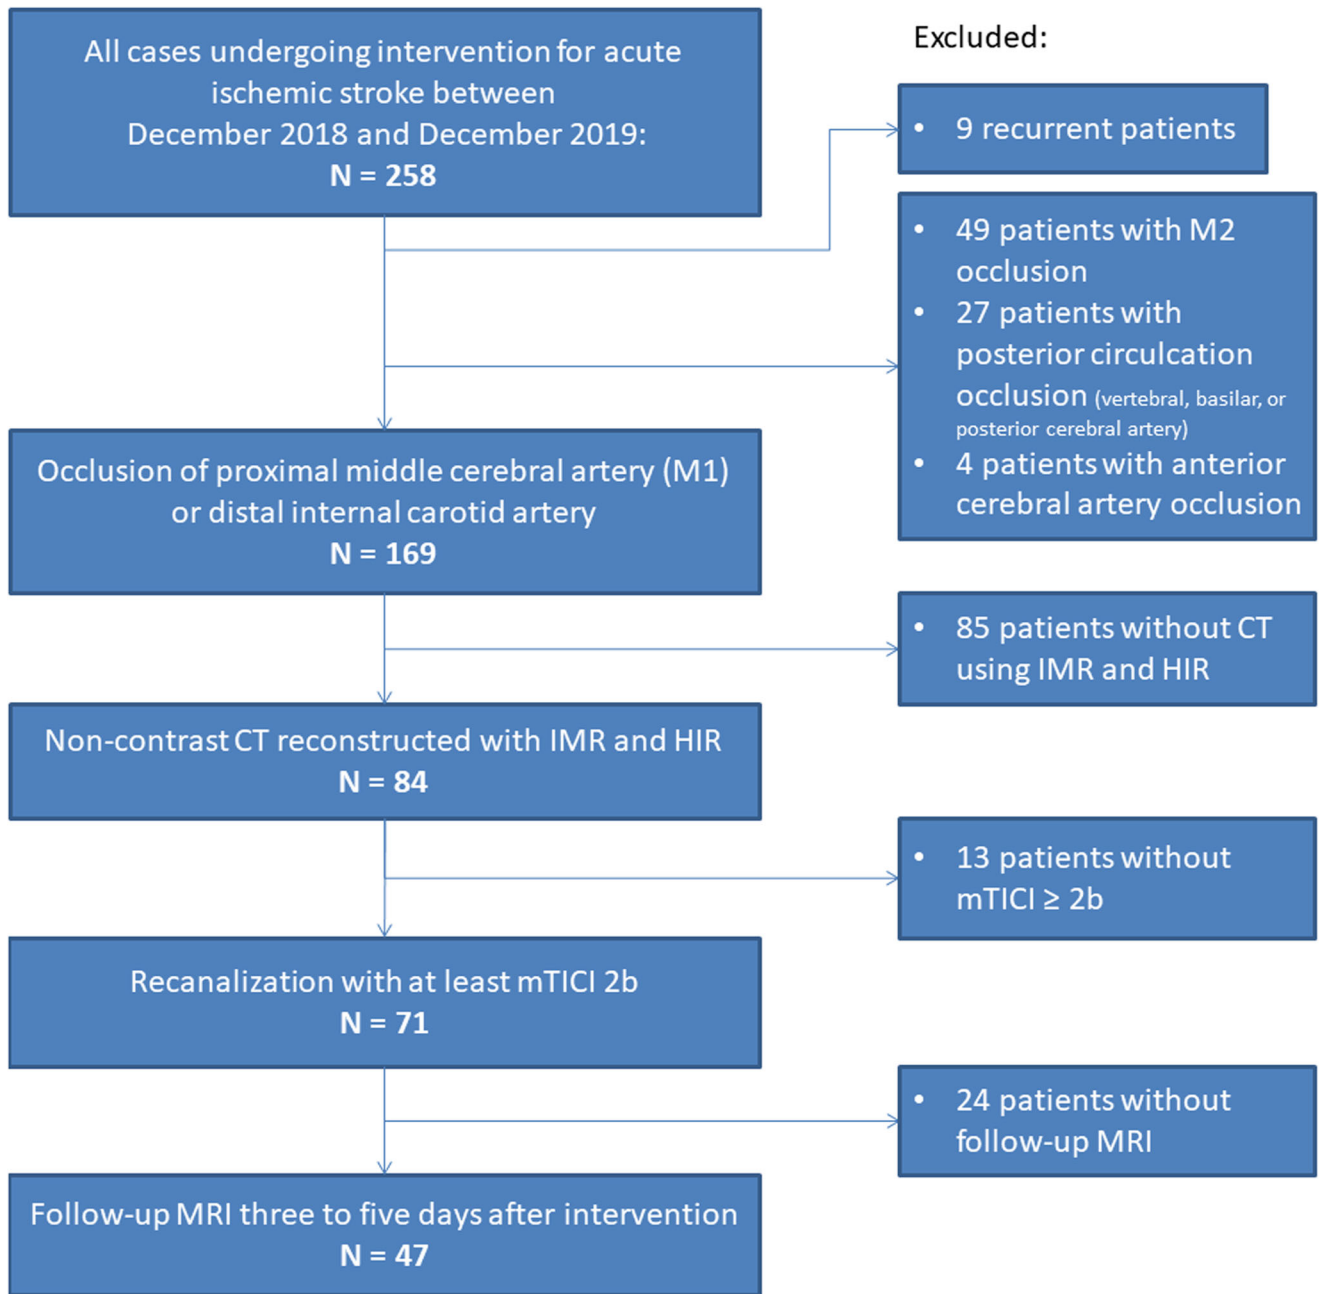 All cases undergoing intervention for acute
ischemic stroke between
December 2018 and December 2019:
N = 258
Excluded:
• 9 recurrent patients
• 49 patients with M2
occlusion
• 27 patients with
posterior circulcation
occlusion (vertebral, basilar, or
posterior cerebral artery)
• 4 patients with anterior
cerebral artery occlusion
Occlusion of proximal middle cerebral artery (M1)
or distal internal carotid artery
N = 169
• 85 patients without CT
using IMR and HIR
Non-contrast CT reconstructed with IMR and HIR
N = 84
• 13 patients without
mTICI ≥ 2b
Recanalization with at least mTICI 2b
N = 71
• 24 patients without
follow-up MRI
Follow-up MRI three to five days after intervention
N = 47